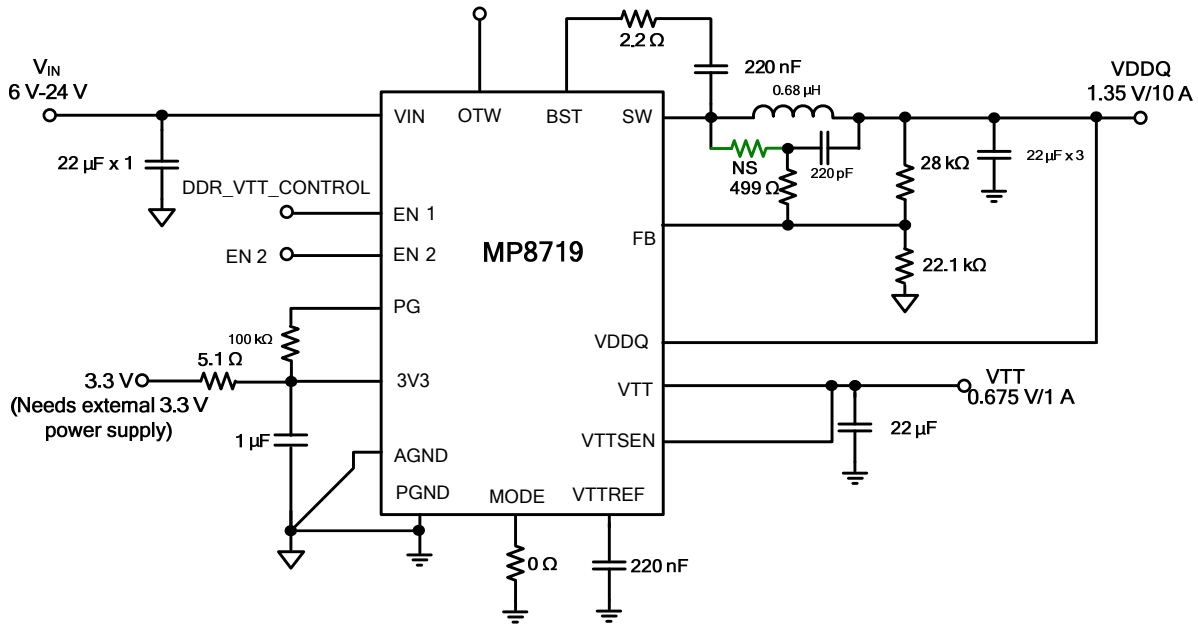 2.2 Ω
220 nF
0.68 µH
VDDQ
1.35 V/10 A
V_IN
6 V-24 V
VIN
OTW
BST
SW
22 µF x 1
NS
499 Ω
220 pF
28 kΩ
22 µF x 3
DDR_VTT_CONTROL
EN 1
EN 2
EN 2
MP8719
FB
22.1 kΩ
PG
100 kΩ
VDDQ
5.1 Ω
3.3 V
(Needs external 3.3 V
power supply)
3V3
VTT
VTT
0.675 V/1 A
1 µF
VTTSEN
22 µF
AGND
PGND
MODE
VTTREF
0 Ω
220 nF